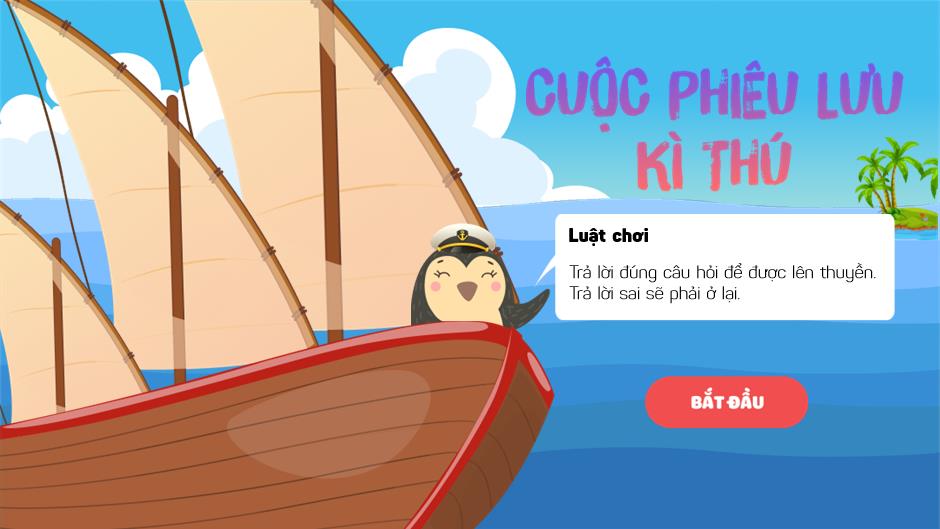 CUỘC PHIÊU LƯU
KÌ THÚ
Luật chơi
Trả lời đúng câu hỏi để được lên thuyền.
Trả lời sai sẽ phải ở lại.
BẮT ĐẦU